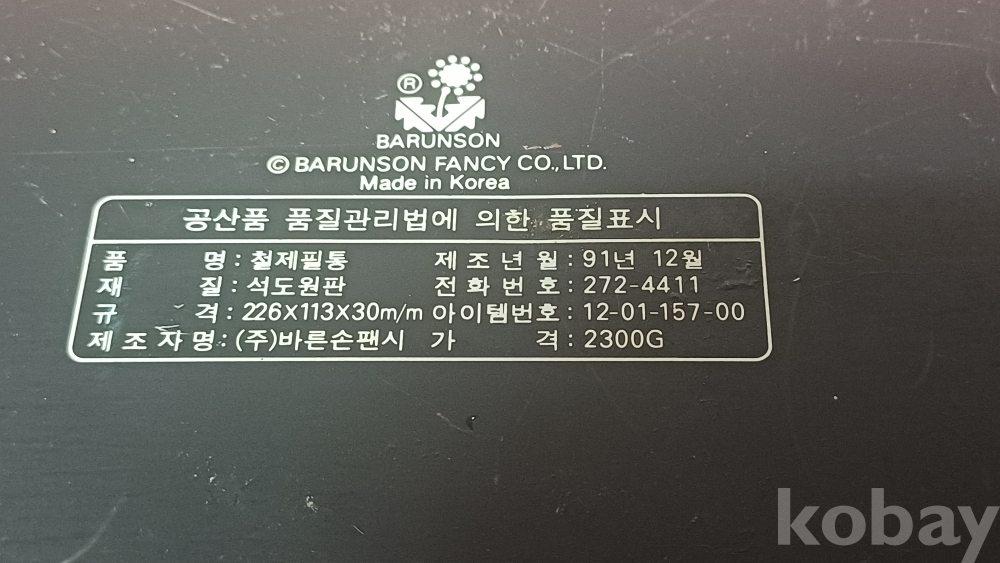 ®
BARUNSON
© BARUNSON FANCY CO., LTD.
Made in Korea
공산품 품질관리법에 의한 품질표시
품 명 : 철제필통 제 조 년 월 : 91년 12월
재 질 : 석도원판 전 화 번 호 : 272-4411
규 격 : 226X113X30m/m 아이템번호 : 12-01-157-00
제 조 자 명 : (주)바른손팬시 가 격 : 2300G
kobay